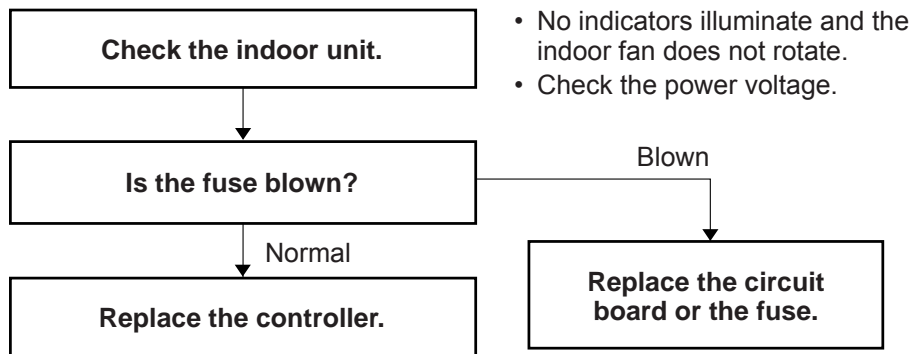 Check the indoor unit.
• No indicators illuminate and the
indoor fan does not rotate.
• Check the power voltage.
Is the fuse blown?
Blown
Normal
Replace the circuit
board or the fuse.
Replace the controller.